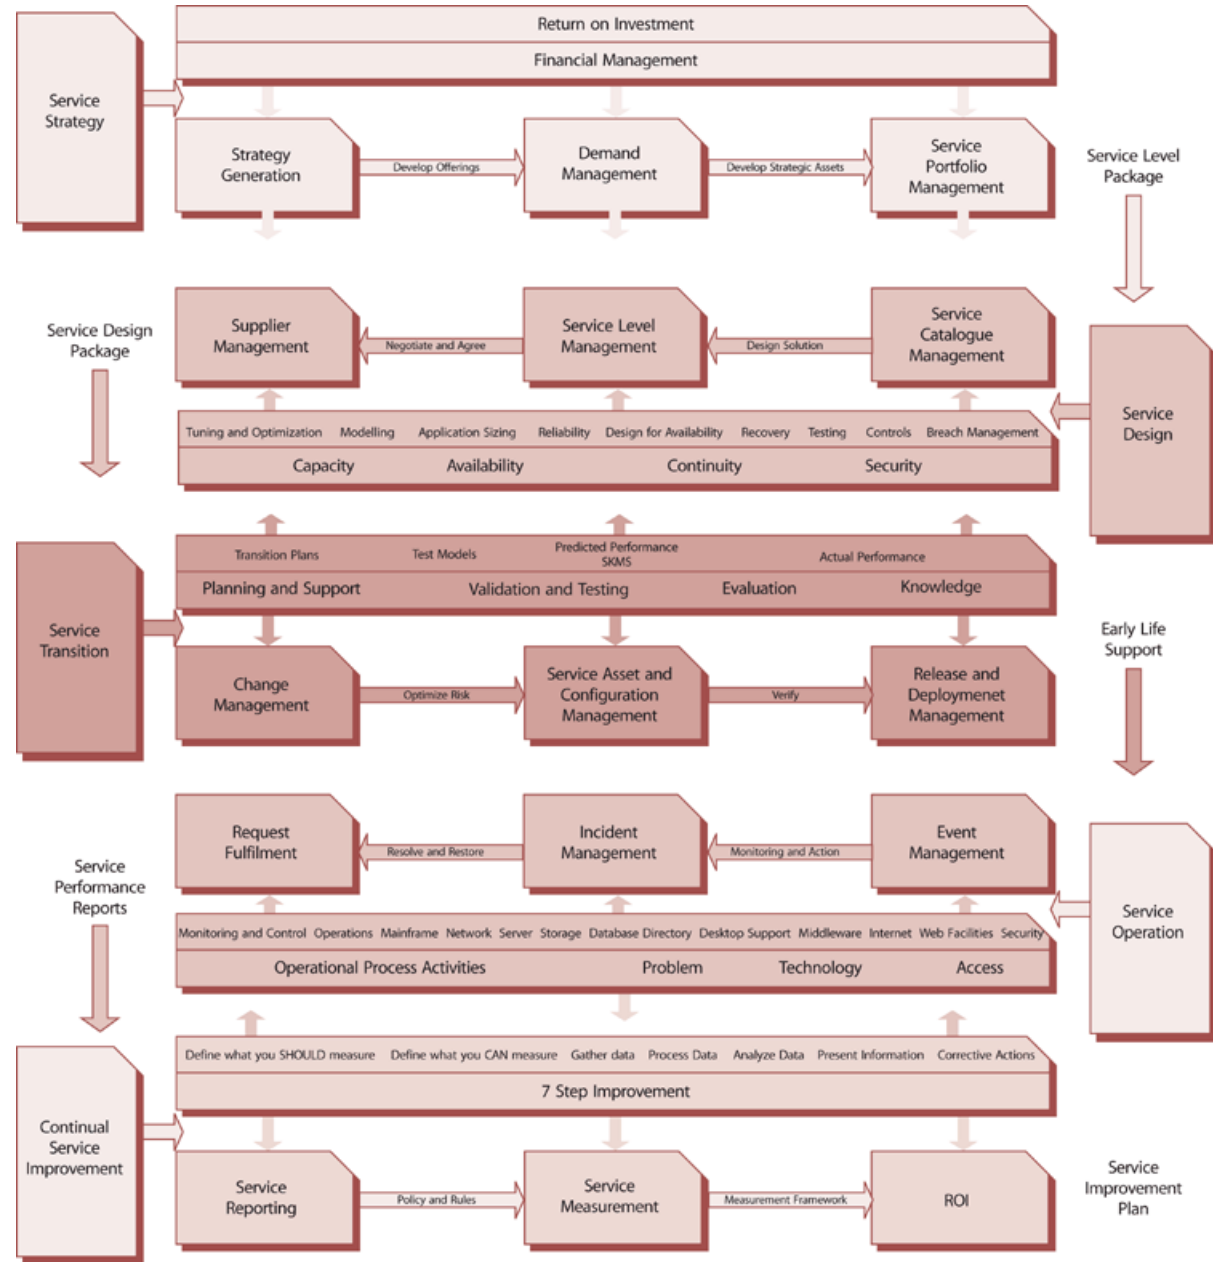 Return on Investment
Financial Management
Service
Strategy
Strategy
Generation
Develop Offerings
Demand
Management
Develop Strategic Assets
Service
Portfolio
Management
Service Level
Package
Service Design
Package
Supplier
Management
Negotiate and Agree
Service Level
Management
Design Solution
Service
Catalogue
Management
Service
Design
Tuning and Optimization Modelling Application Sizing Reliability Design for Availability Recovery Testing Controls Breach Management
Capacity Availability Continuity Security
Service
Transition
Transition Plans Test Models Predicted Performance
SKMS Actual Performance
Planning and Support Validation and Testing Evaluation Knowledge
Change
Management
Optimize Risk
Service Asset and
Configuration
Management
Verify
Release and
Deploymenet
Management
Early Life
Support
Service
Performance
Reports
Request
Fulfilment
Resolve and Restore
Incident
Management
Monitoring and Action
Event
Management
Service
Operation
Monitoring and Control Operations Mainframe Network Server Storage Database Directory Desktop Support Middleware Internet Web Facilities Security
Operational Process Activities Problem Technology Access
Continual
Service
Improvement
Define what you SHOULD measure Define what you CAN measure Gather data Process Data Analyze Data Present Information Corrective Actions
7 Step Improvement
Service
Reporting
Policy and Rules
Service
Measurement
Measurement Framework
ROI
Service
Improvement
Plan